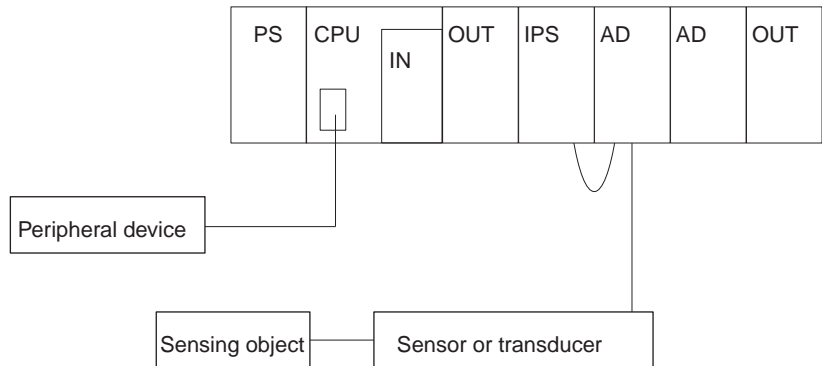 PS CPU IN OUT IPS AD AD OUT
Peripheral device
Sensing object Sensor or transducer